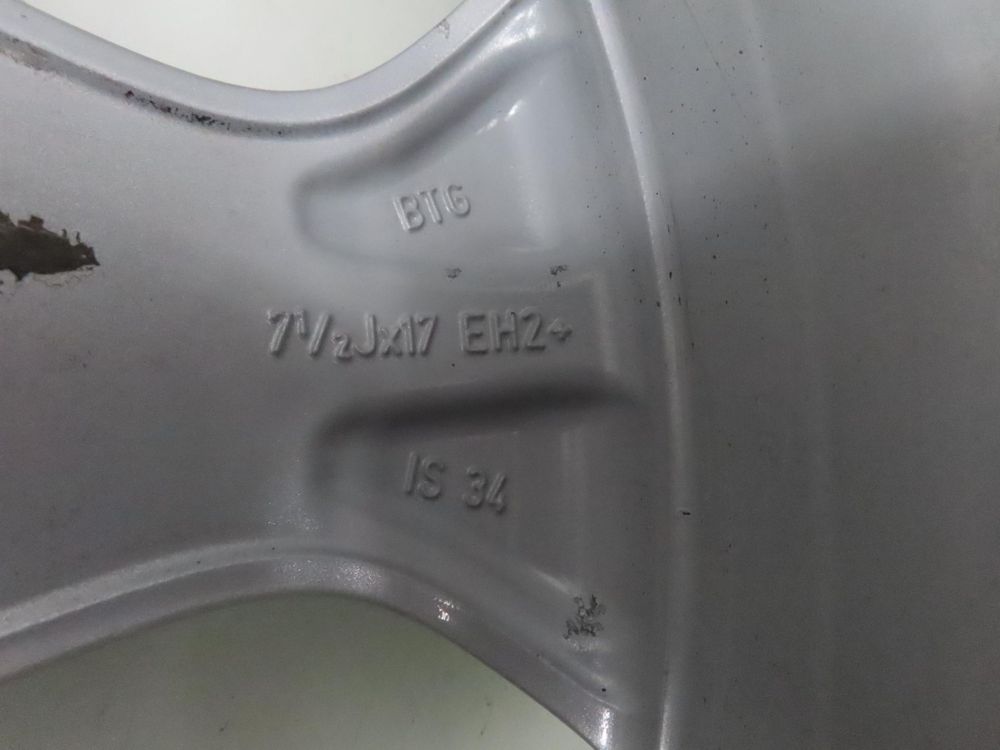 BTG
7½Jx17 EH2+
IS 34